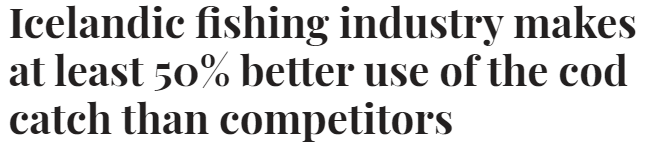 Icelandic fishing industry makes
at least 50% better use of the cod
catch than competitors